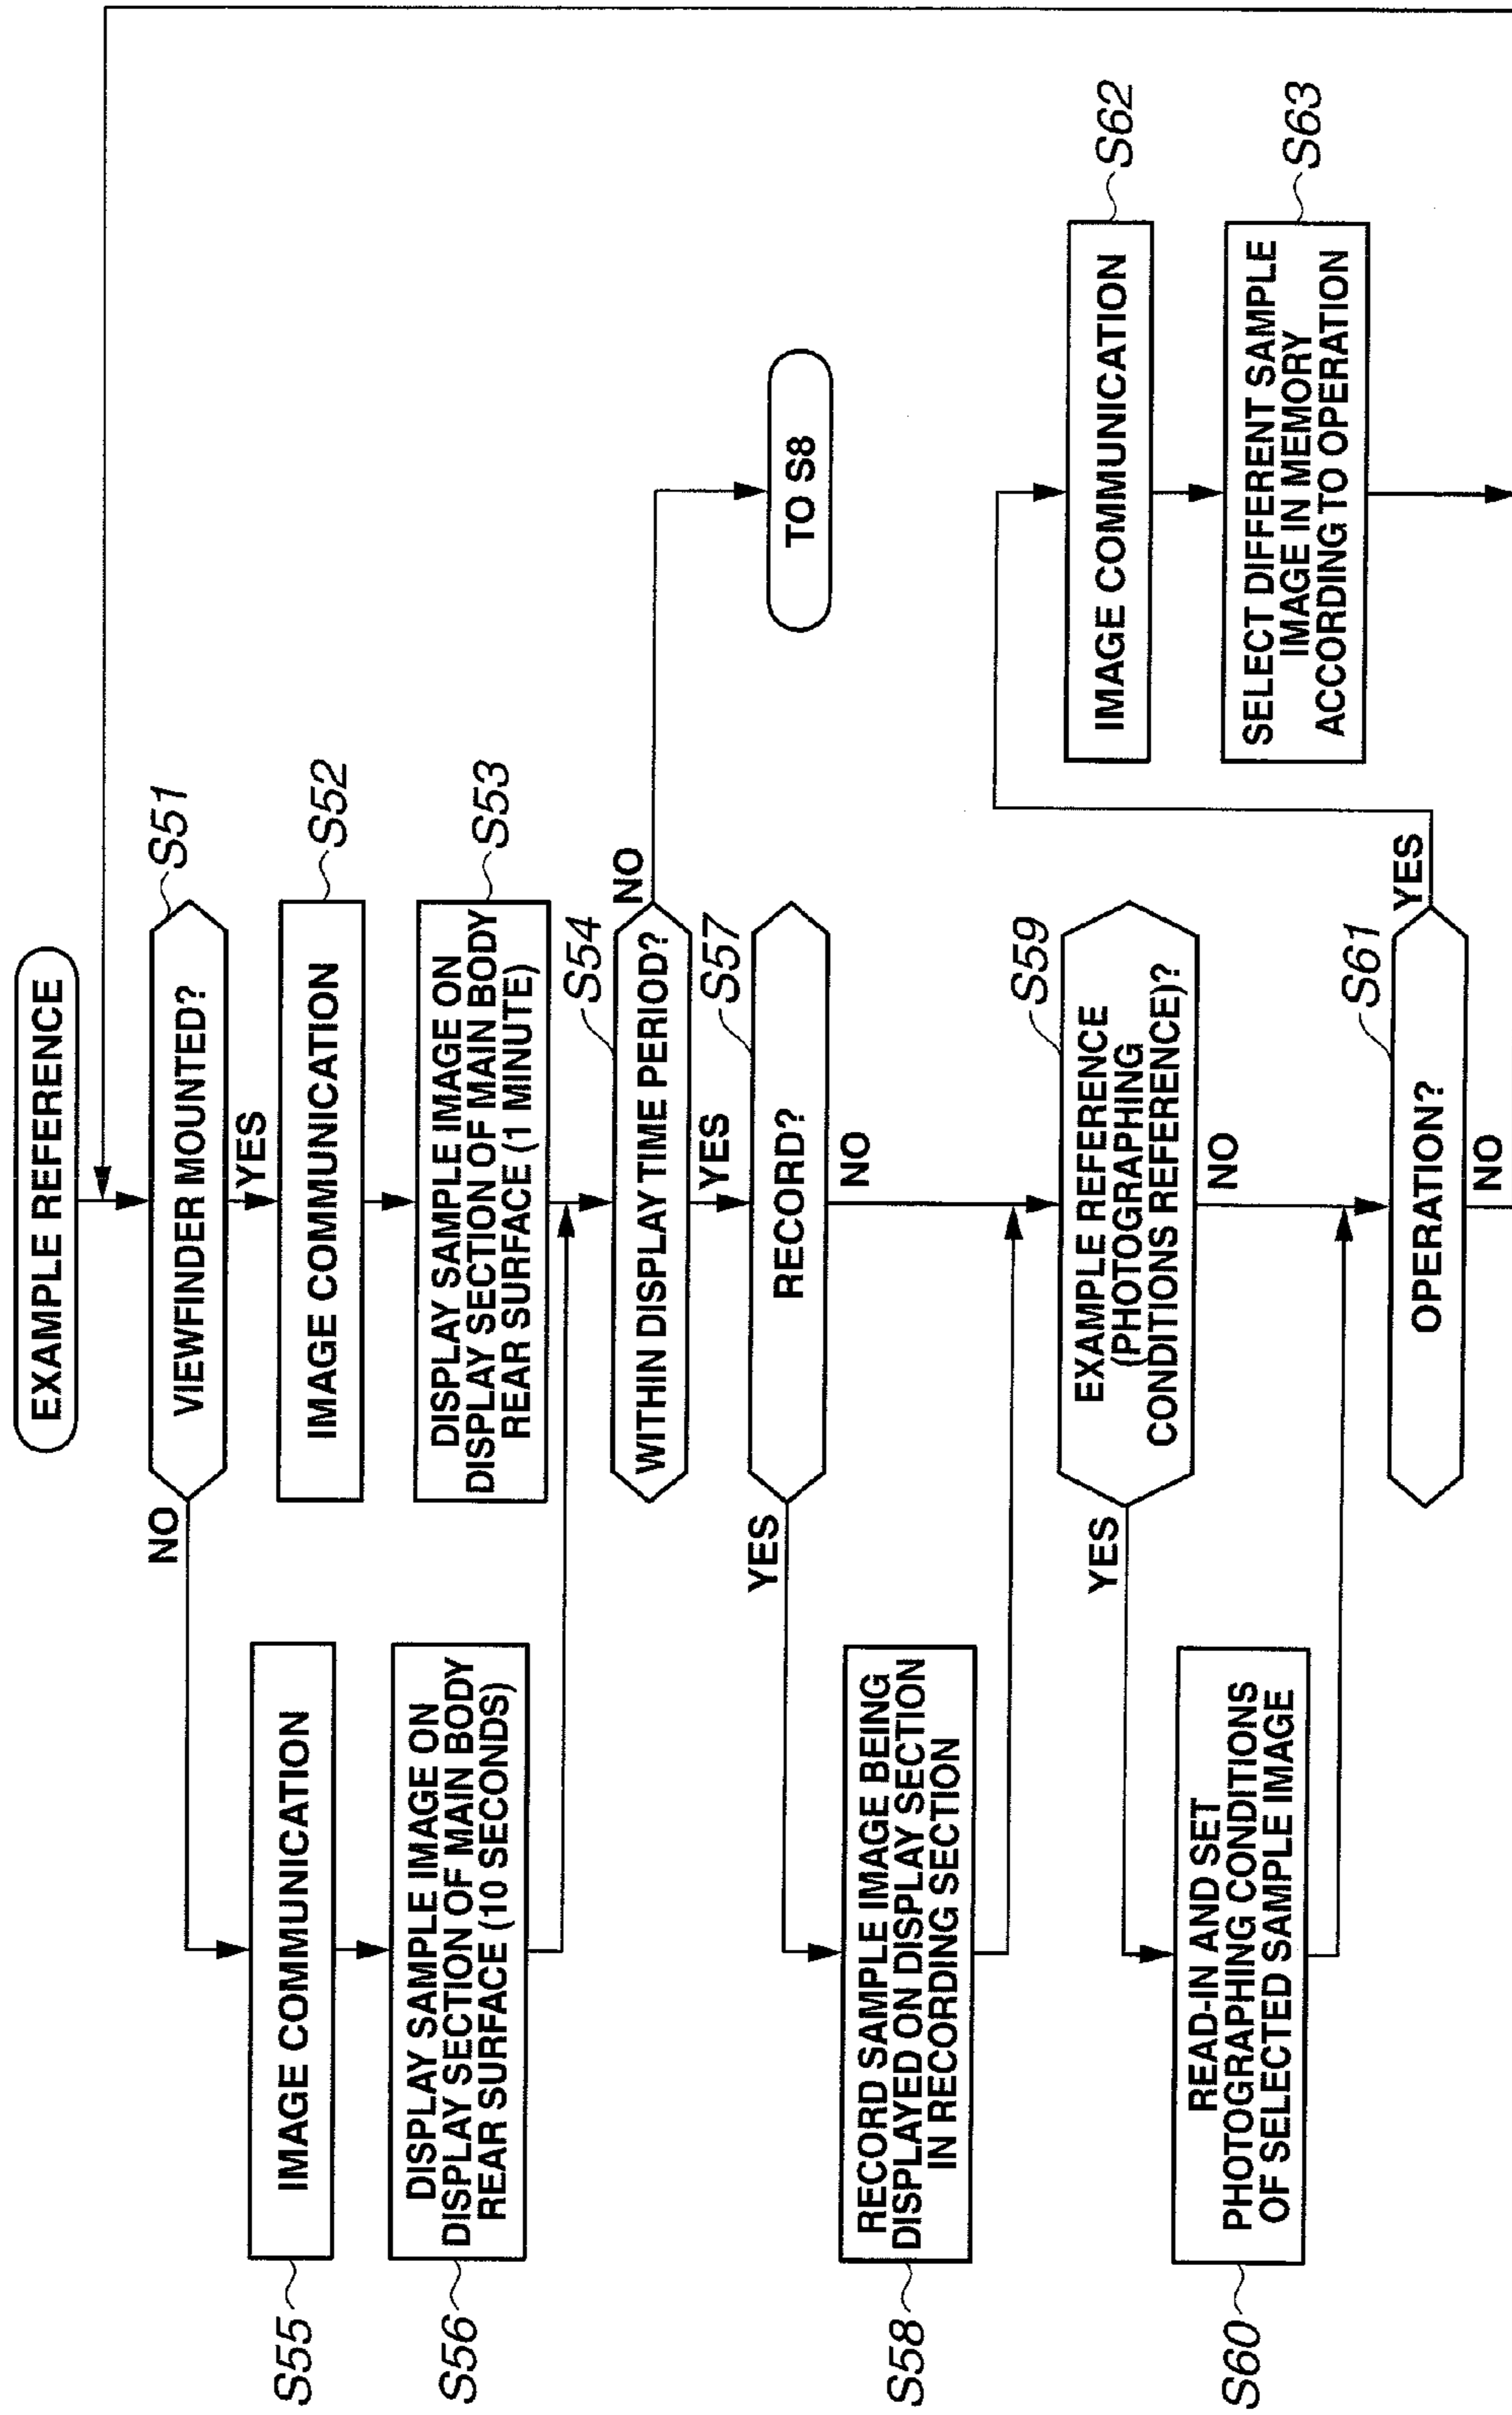 EXAMPLE REFERENCE
VIEWFINDER MOUNTED?
S51
NO
YES
IMAGE COMMUNICATION
S52
DISPLAY SAMPLE IMAGE ON
DISPLAY SECTION OF MAIN BODY
REAR SURFACE (1 MINUTE)
S53
IMAGE COMMUNICATION
S55
DISPLAY SAMPLE IMAGE ON
DISPLAY SECTION OF MAIN BODY
REAR SURFACE (10 SECONDS)
S56
S54
WITHIN DISPLAY TIME PERIOD?
NO
YES
TO S8
S57
RECORD?
YES
NO
RECORD SAMPLE IMAGE BEING
DISPLAYED ON DISPLAY SECTION
IN RECORDING SECTION
S58
S59
EXAMPLE REFERENCE
(PHOTOGRAPHING
CONDITIONS REFERENCE)?
YES
NO
READ-IN AND SET
PHOTOGRAPHING CONDITIONS
OF SELECTED SAMPLE IMAGE
S60
S61
OPERATION?
YES
NO
IMAGE COMMUNICATION
S62
SELECT DIFFERENT SAMPLE
IMAGE IN MEMORY
ACCORDING TO OPERATION
S63